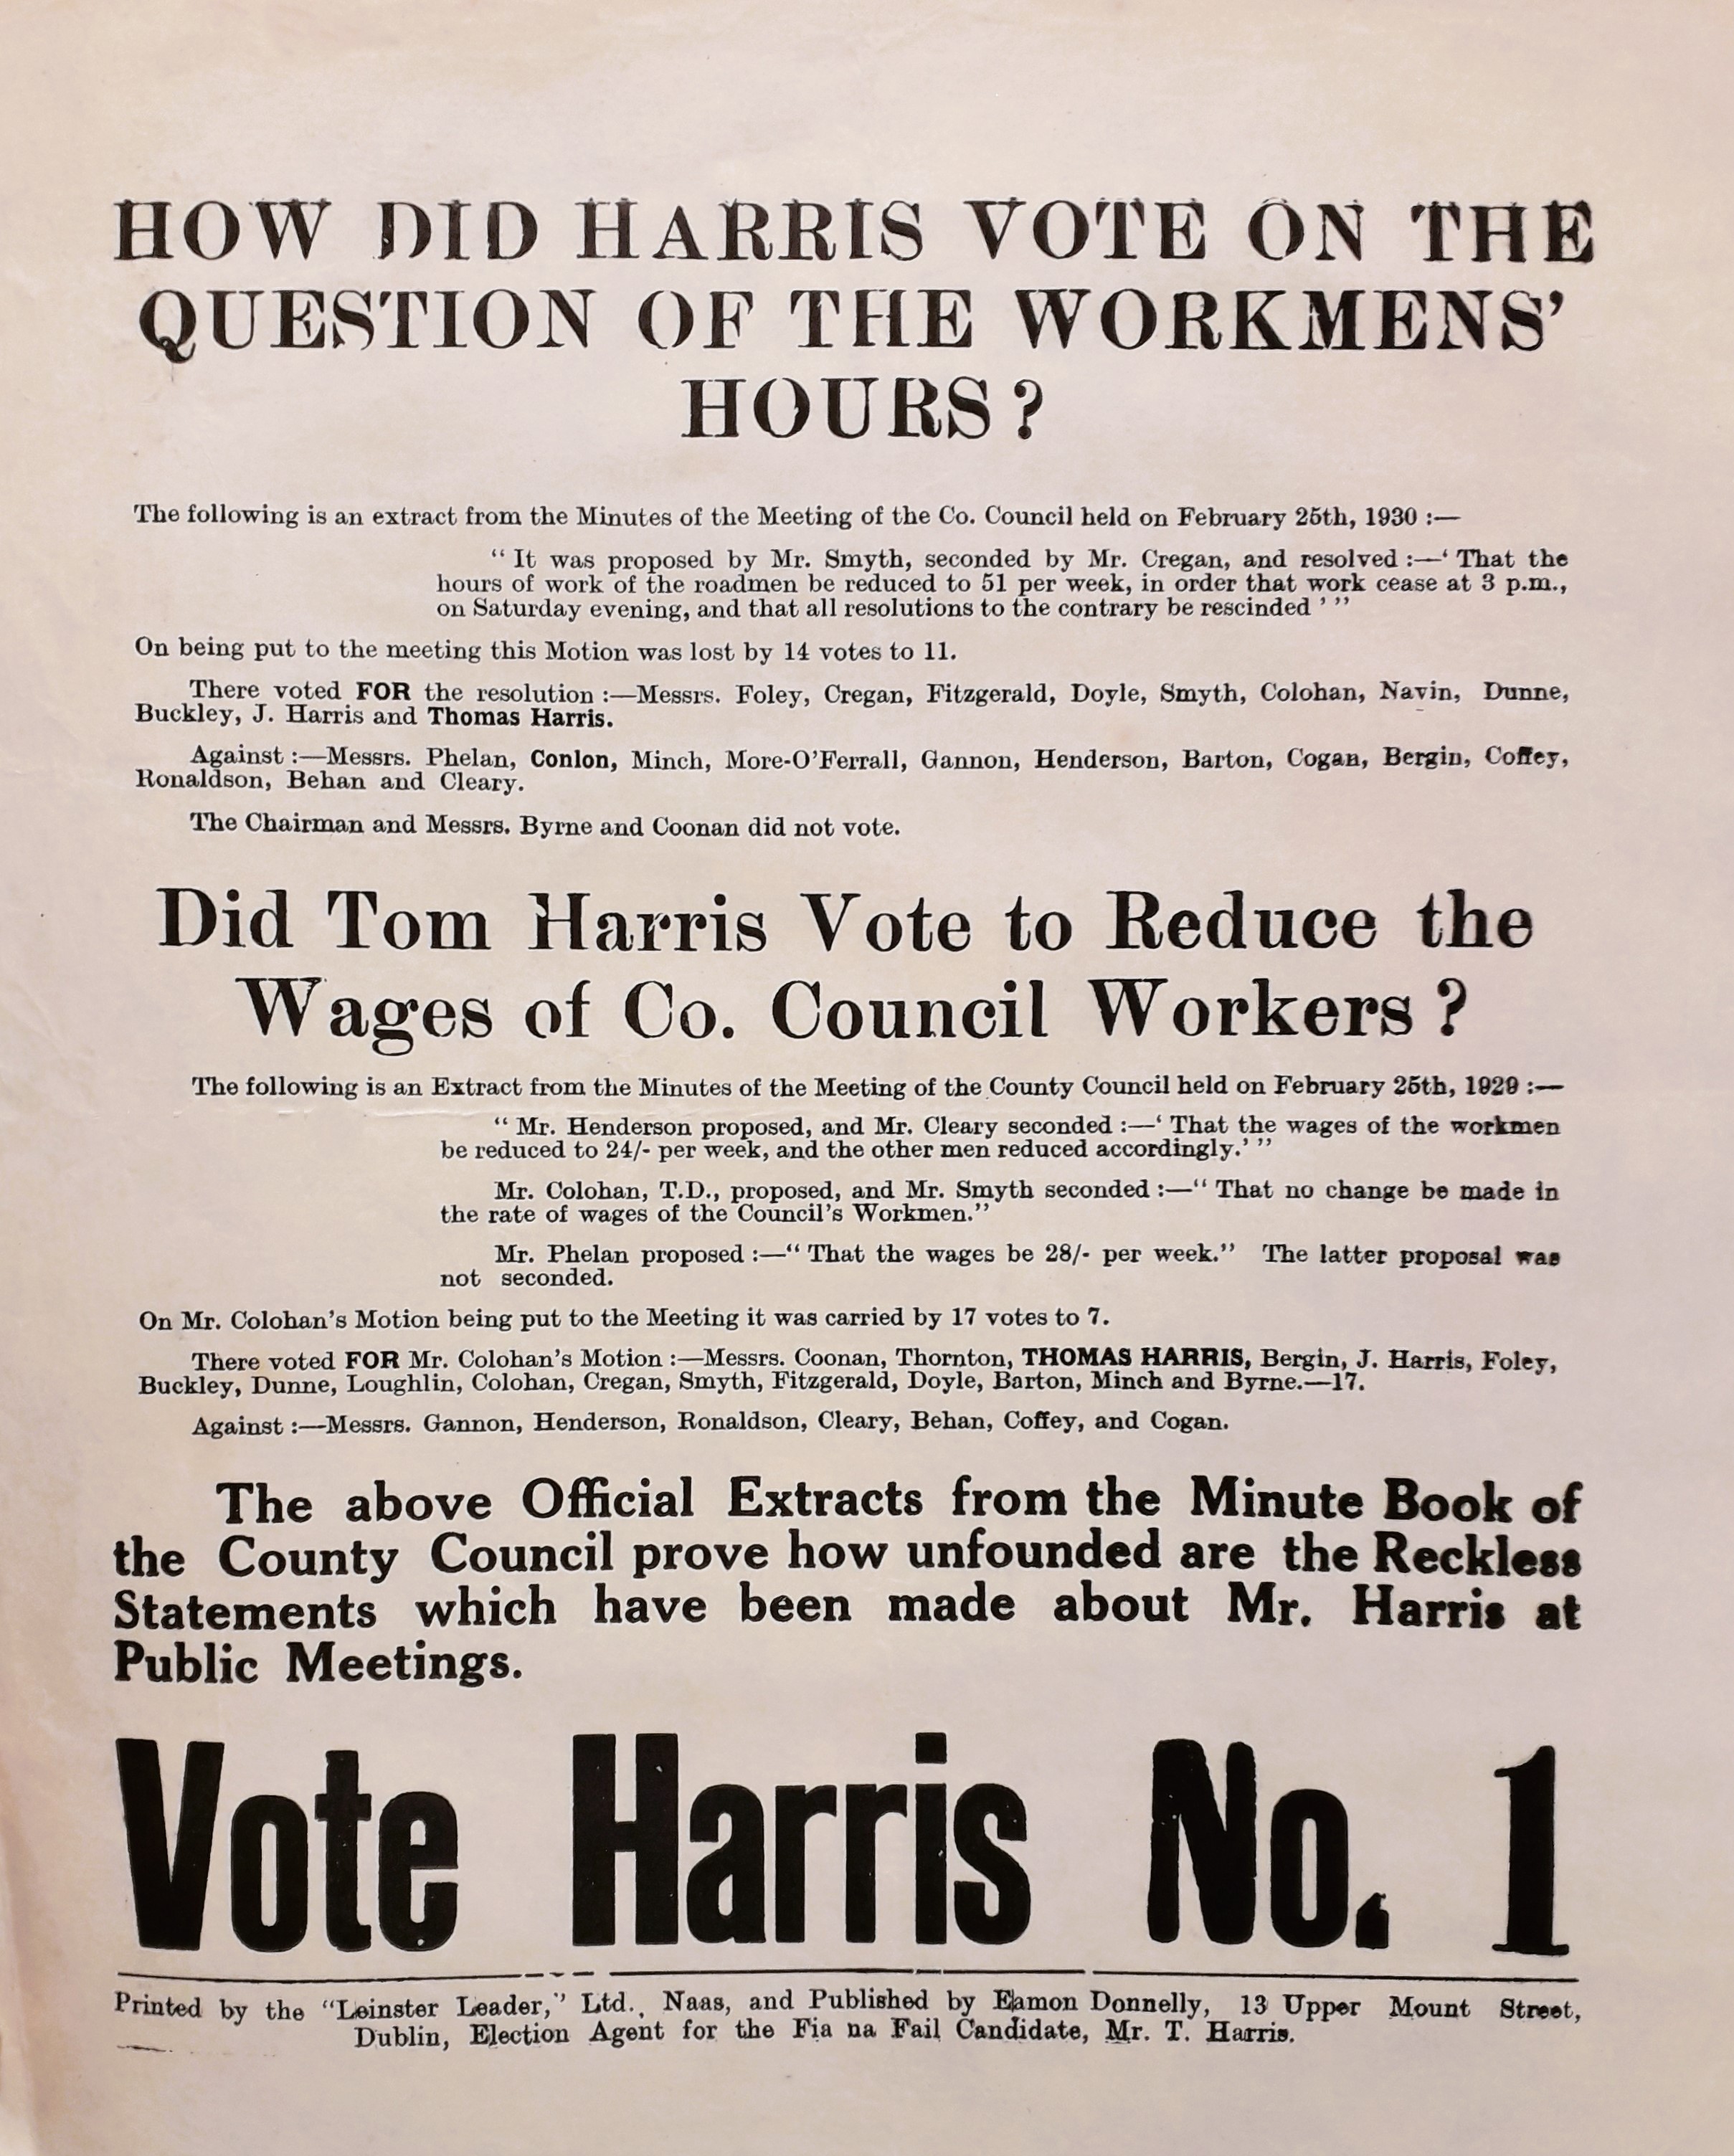 HOW DID HARRIS VOTE ON THE
QUESTION OF THE WORKMENS’
HOURS ?
The following is an extract from the Minutes of the Meeting of the Co. Council held on February 25th, 1930 :—
“ It was proposed by Mr. Smyth, seconded by Mr. Cregan, and resolved :—‘ That the
hours of work of the roadmen be reduced to 51 per week, in order that work cease at 3 p.m.,
on Saturday evening, and that all resolutions to the contrary be rescinded ’ ”
On being put to the meeting this Motion was lost by 14 votes to 11.
There voted FOR the resolution :—Messrs. Foley, Cregan, Fitzgerald, Doyle, Smyth, Colohan, Navin, Dunne,
Buckley, J. Harris and Thomas Harris.
Against :—Messrs. Phelan, Conlon, Minch, More-O’Ferrall, Gannon, Henderson, Barton, Cogan, Bergin, Coffey,
Ronaldson, Behan and Cleary.
The Chairman and Messrs. Byrne and Coonan did not vote.
Did Tom Harris Vote to Reduce the
Wages of Co. Council Workers ?
The following is an Extract from the Minutes of the Meeting of the County Council held on February 25th, 1929 :—
“ Mr. Henderson proposed, and Mr. Cleary seconded :—‘ That the wages of the workmen
be reduced to 24/- per week, and the other men reduced accordingly.’ ”
Mr. Colohan, T.D., proposed, and Mr. Smyth seconded :—“ That no change be made in
the rate of wages of the Council’s Workmen.”
Mr. Phelan proposed :—“ That the wages be 28/- per week.” The latter proposal was
not seconded.
On Mr. Colohan’s Motion being put to the Meeting it was carried by 17 votes to 7.
There voted FOR Mr. Colohan’s Motion :—Messrs. Coonan, Thornton, THOMAS HARRIS, Bergin, J. Harris, Foley,
Buckley, Dunne, Loughlin, Colohan, Cregan, Smyth, Fitzgerald, Doyle, Barton, Minch and Byrne.—17.
Against :—Messrs. Gannon, Henderson, Ronaldson, Cleary, Behan, Coffey, and Cogan.
The above Official Extracts from the Minute Book of
the County Council prove how unfounded are the Reckless
Statements which have been made about Mr. Harris at
Public Meetings.
Vote Harris No. 1
Printed by the “Leinster Leader,” Ltd., Naas, and Published by Eamon Donnelly, 13 Upper Mount Street,
Dublin, Election Agent for the Fia na Fail Candidate, Mr. T. Harris.